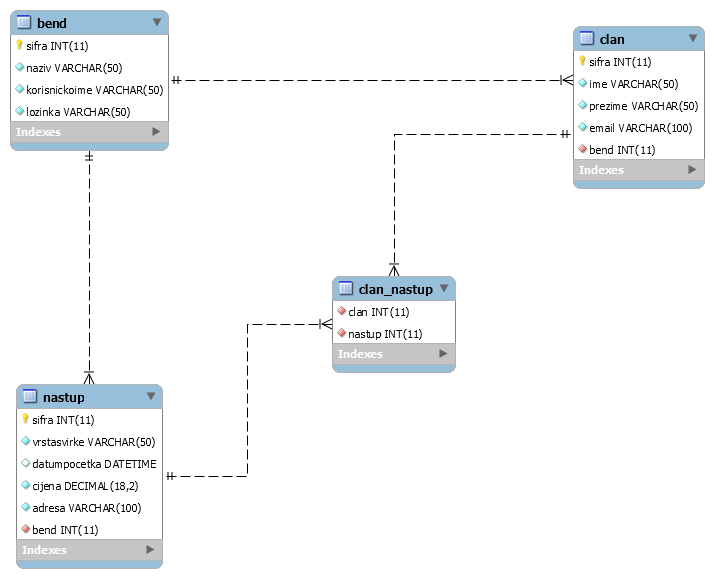 bend
sifra INT(11)
naziv VARCHAR(50)
korisnickoime VARCHAR(50)
lozinka VARCHAR(50)
Indexes
clan
sifra INT(11)
ime VARCHAR(50)
prezime VARCHAR(50)
email VARCHAR(100)
bend INT(11)
Indexes
clan_nastup
clan INT(11)
nastup INT(11)
Indexes
nastup
sifra INT(11)
vrstasvirke VARCHAR(50)
datumpocetka DATETIME
cijena DECIMAL(18,2)
adresa VARCHAR(100)
bend INT(11)
Indexes